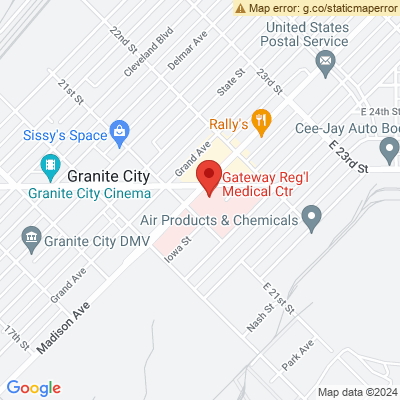 Map error: g.co/staticmaperror
22nd St
Cleveland Blvd
Delmar Ave
United States
Postal Service
21st St
State St
23rd St
E 24th St
Sissy's Space
Rally's
Cee-Jay Auto Bo
Grand Ave
E 23rd St
Granite City
Granite City Cinema
Gateway Reg'l
Medical Ctr
Air Products & Chemicals
Granite City DMV
Iowa St
Grand Ave
Madison Ave
E 21st St
Nash St
17th St
Park Ave
Google
Map data ©2024